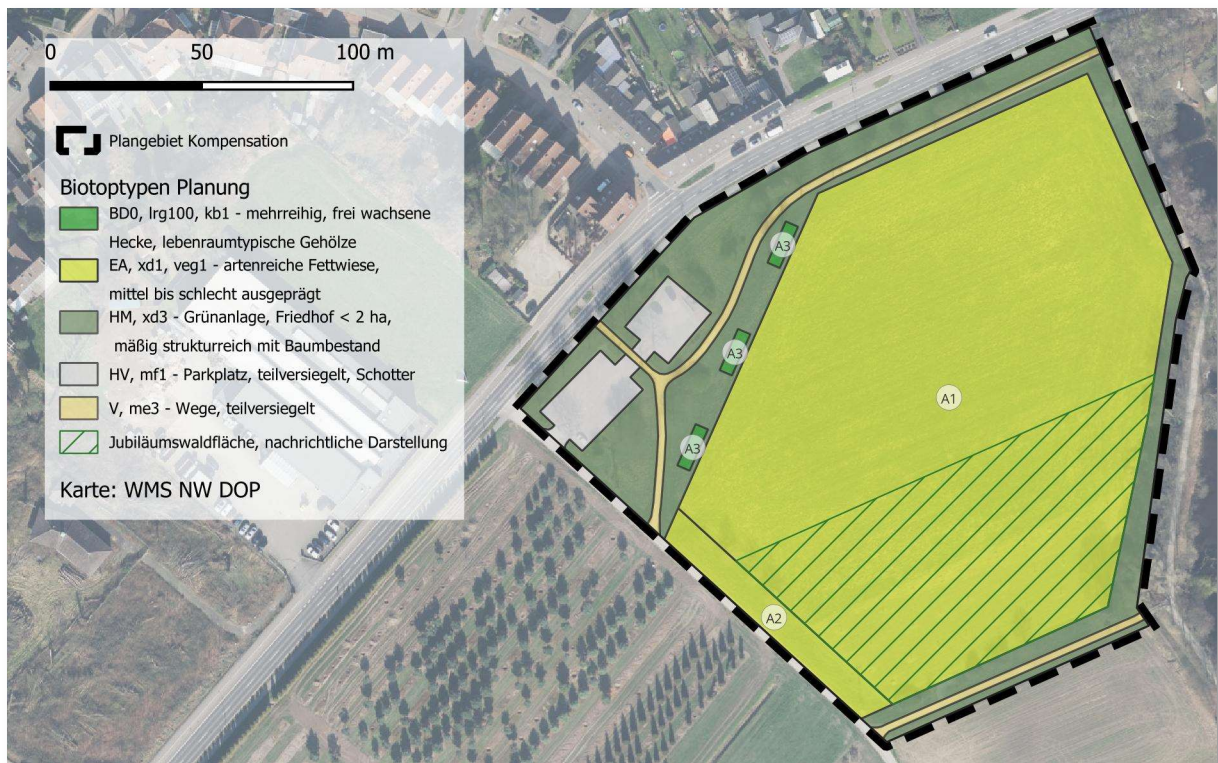 0 50 100 m
Plangebiet Kompensation
Biotoptypen Planung
BD0, lrg100, kb1 - mehrreihig, frei wachsene
Hecke, lebenraumtypische Gehölze
EA, xd1, veg1 - artenreiche Fettwiese,
mittel bis schlecht ausgeprägt
HM, xd3 - Grünanlage, Friedhof < 2 ha,
mäßig strukturreich mit Baumbestand
HV, mf1 - Parkplatz, teilversiegelt, Schotter
V, me3 - Wege, teilversiegelt
Jubiläumswaldfläche, nachrichtliche Darstellung
Karte: WMS NW DOP
A3
A3
A1
A3
A2